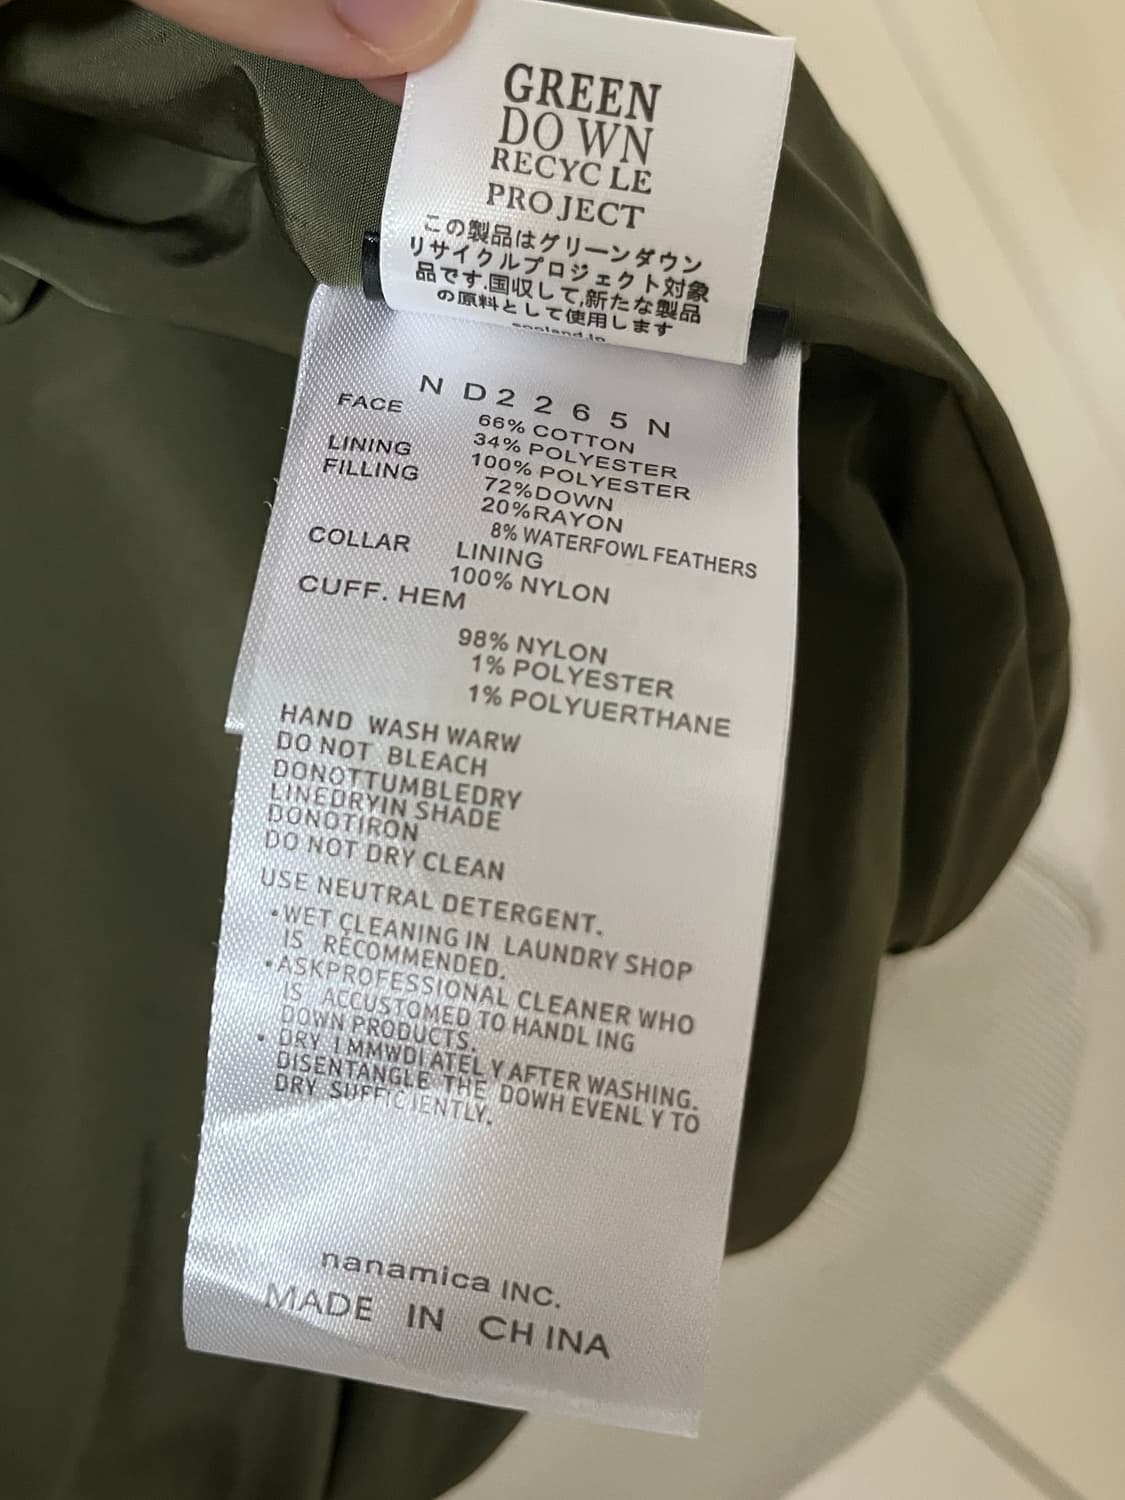 GREEN
DO WN
RECYC LE
PROJECT
この製品はグリーンダウン
リサイクルプロジェクト対象
品です.国収して,新たな製品
の原料として使用します
N D2 2 6 5 N
FACE 66% COTTON
34% POLYESTER
LINING 100% POLYESTER
FILLING 72%DOWN
20%RAYON
8% WATERFOWL FEATHERS
COLLAR LINING
100% NYLON
CUFF. HEM
98% NYLON
1% POLYESTER
1% POLYUERTHANE
HAND WASH WARW
DO NOT BLEACH
DONOTTUMBLEDRY
LINEDRYIN SHADE
DONOTIRON
DO NOT DRY CLEAN
USE NEUTRAL DETERGENT.
•WET CLEANING IN LAUNDRY SHOP
IS RECOMMENDED.
•ASKPROFESSIONAL CLEANER WHO
IS ACCUSTOMED TO HANDL ING
DOWN PRODUCTS.
• DRY IMMWDLATEL Y AFTER WASHING.
DISENTANGLE THE DOWH EVENL Y TO
DRY SUFFICIENTLY.
nanamica INC.
MADE IN CH INA